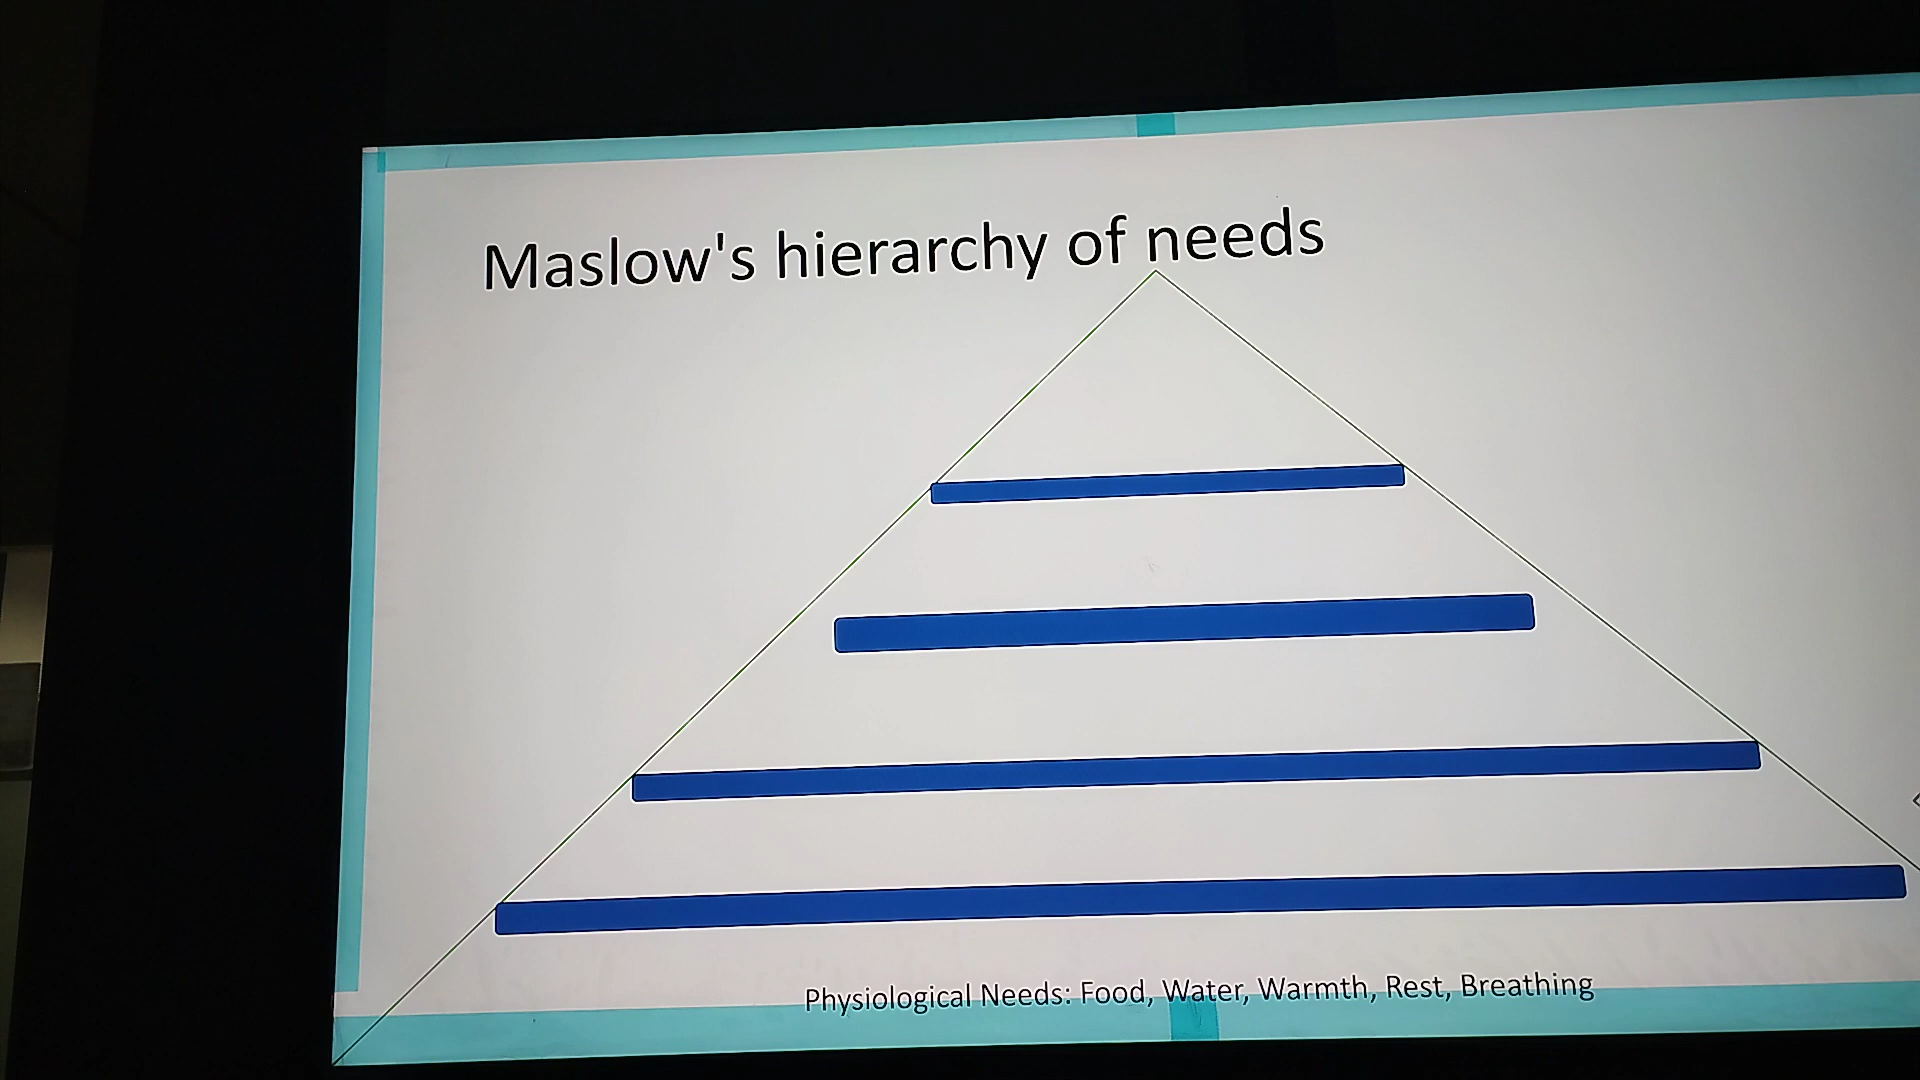 Maslow's hierarchy of needs
Physiological Needs: Food, Water, Warmth, Rest, Breathing